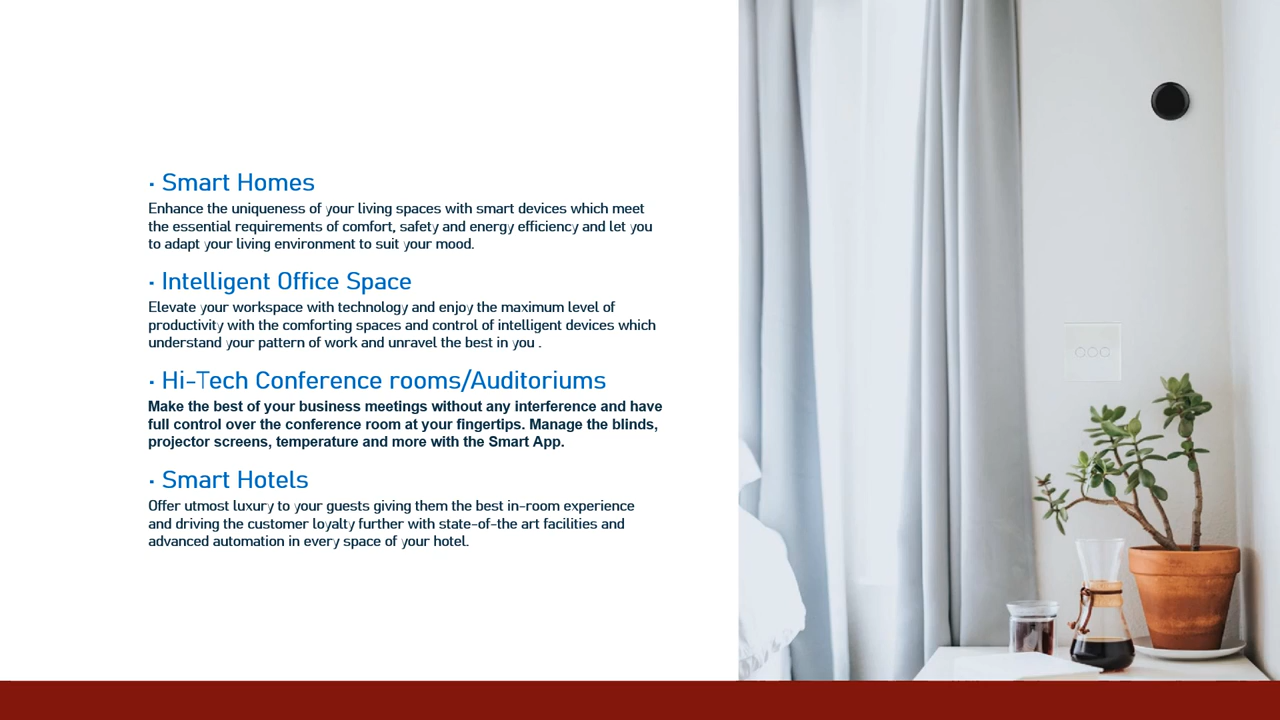 · Smart Homes
Enhance the uniqueness of your living spaces with smart devices which meet
the essential requirements of comfort, safety and energy efficiency and let you
to adapt your living environment to suit your mood.
· Intelligent Office Space
Elevate your workspace with technology and enjoy the maximum level of
productivity with the comforting spaces and control of intelligent devices which
understand your pattern of work and unravel the best in you .
· Hi-Tech Conference rooms/Auditoriums
Make the best of your business meetings without any interference and have
full control over the conference room at your fingertips. Manage the blinds,
projector screens, temperature and more with the Smart App.
· Smart Hotels
Offer utmost luxury to your guests giving them the best in-room experience
and driving the customer loyalty further with state-of-the art facilities and
advanced automation in every space of your hotel.